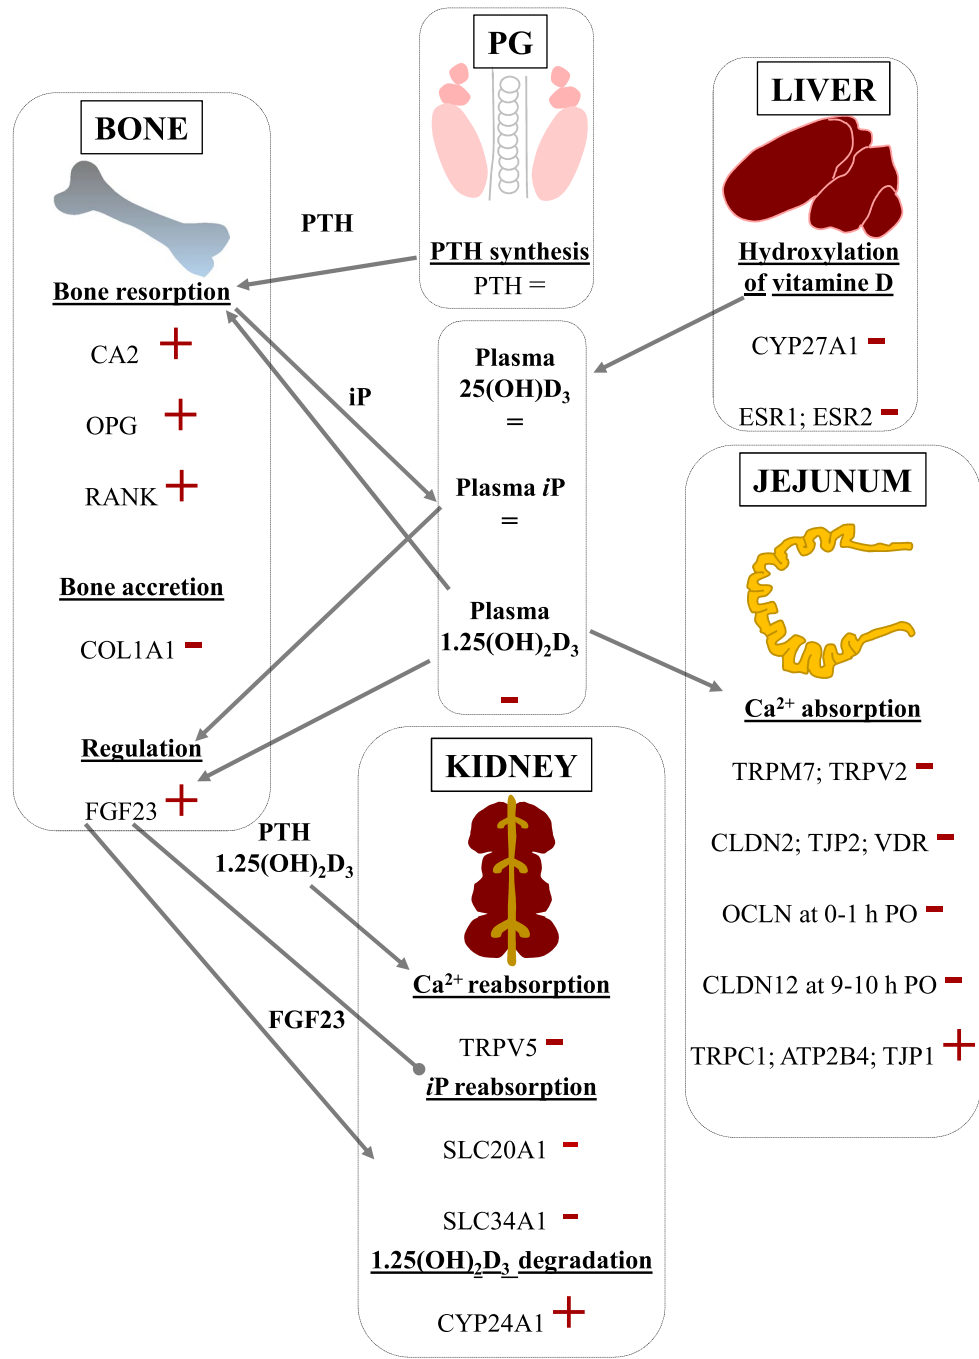 PG
PTH synthesis
PTH =
LIVER
Hydroxylation
of vitamine D
CYP27A1 -
ESR1; ESR2 -
BONE
PTH
Bone resorption
CA2 +
OPG +
RANK +
Bone accretion
COL1A1 -
Regulation
FGF23 +
iP
Plasma
25(OH)D₃
=
Plasma iP
=
Plasma
1.25(OH)₂D₃
-
JEJUNUM
Ca²⁺ absorption
TRPM7; TRPV2 -
CLDN2; TJP2; VDR -
OCLN at 0-1 h PO -
CLDN12 at 9-10 h PO -
TRPC1; ATP2B4; TJP1 +
KIDNEY
PTH
1.25(OH)₂D₃
FGF23
Ca²⁺ reabsorption
TRPV5 -
iP reabsorption
SLC20A1 -
SLC34A1 -
1.25(OH)₂D₃ degradation
CYP24A1 +